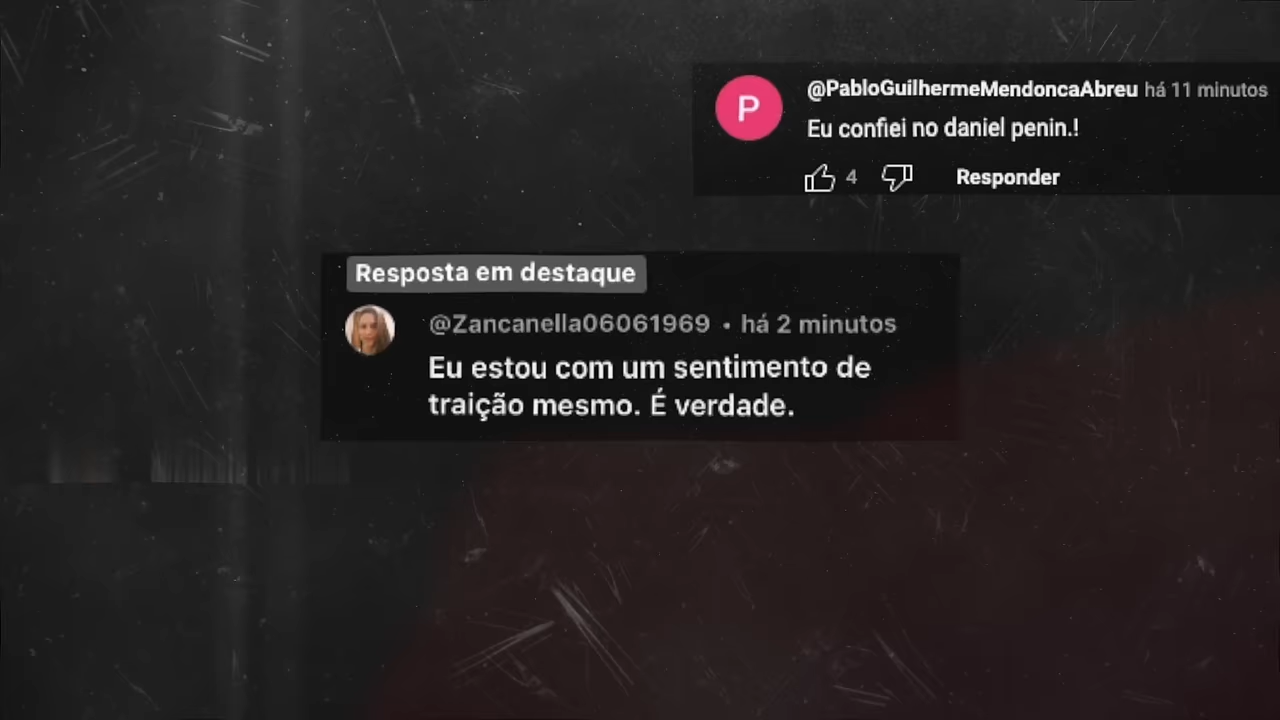 @PabloGuilhermeMendoncaAbreu há 11 minutos
P
Eu confiei no daniel penin.!
4
Responder
Resposta em destaque
@Zancanella06061969 • há 2 minutos
Eu estou com um sentimento de
traição mesmo. É verdade.